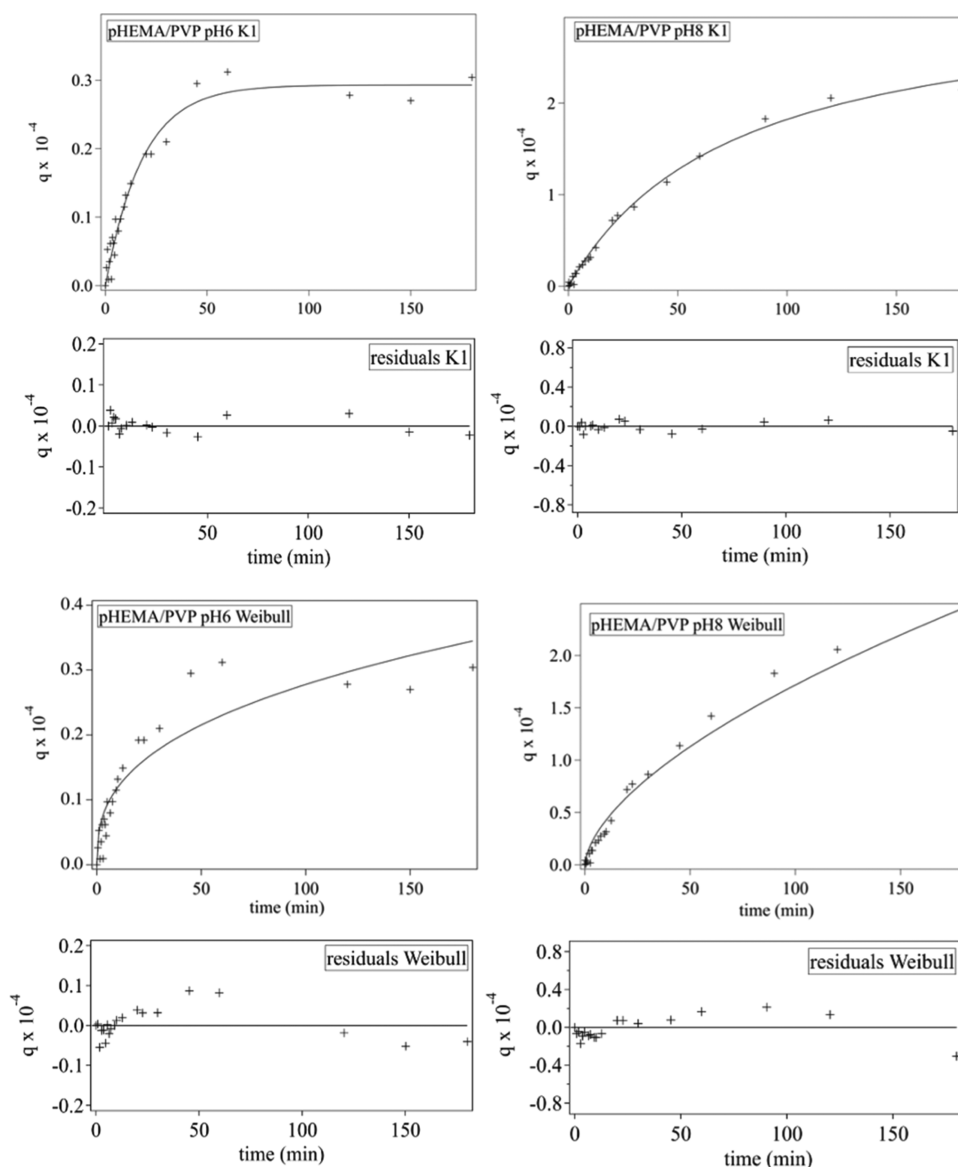 pHEMA/PVP pH6 K1
0.3
0.2
0.1
0.0
q x 10⁻⁴
0 50 100 150
pHEMA/PVP pH8 K1
2
1
0
q x 10⁻⁴
0 50 100 150
residuals K1
0.2
0.1
0.0
-0.1
-0.2
q x 10⁻⁴
50 100 150
time (min)
residuals K1
0.8
0.4
0.0
-0.4
-0.8
q x 10⁻⁴
0 50 100 150
time (min)
pHEMA/PVP pH6 Weibull
0.4
0.3
0.2
0.1
0.0
q x 10⁻⁴
0 50 100 150
time (min)
pHEMA/PVP pH8 Weibull
2.0
1.5
1.0
0.5
0.0
q x 10⁻⁴
0 50 100 150
time (min)
residuals Weibull
0.2
0.1
0.0
-0.1
-0.2
q x 10⁻⁴
0 50 100 150
time (min)
residuals Weibull
0.8
0.4
0.0
-0.4
-0.8
q x 10⁻⁴
0 50 100 150
time (min)